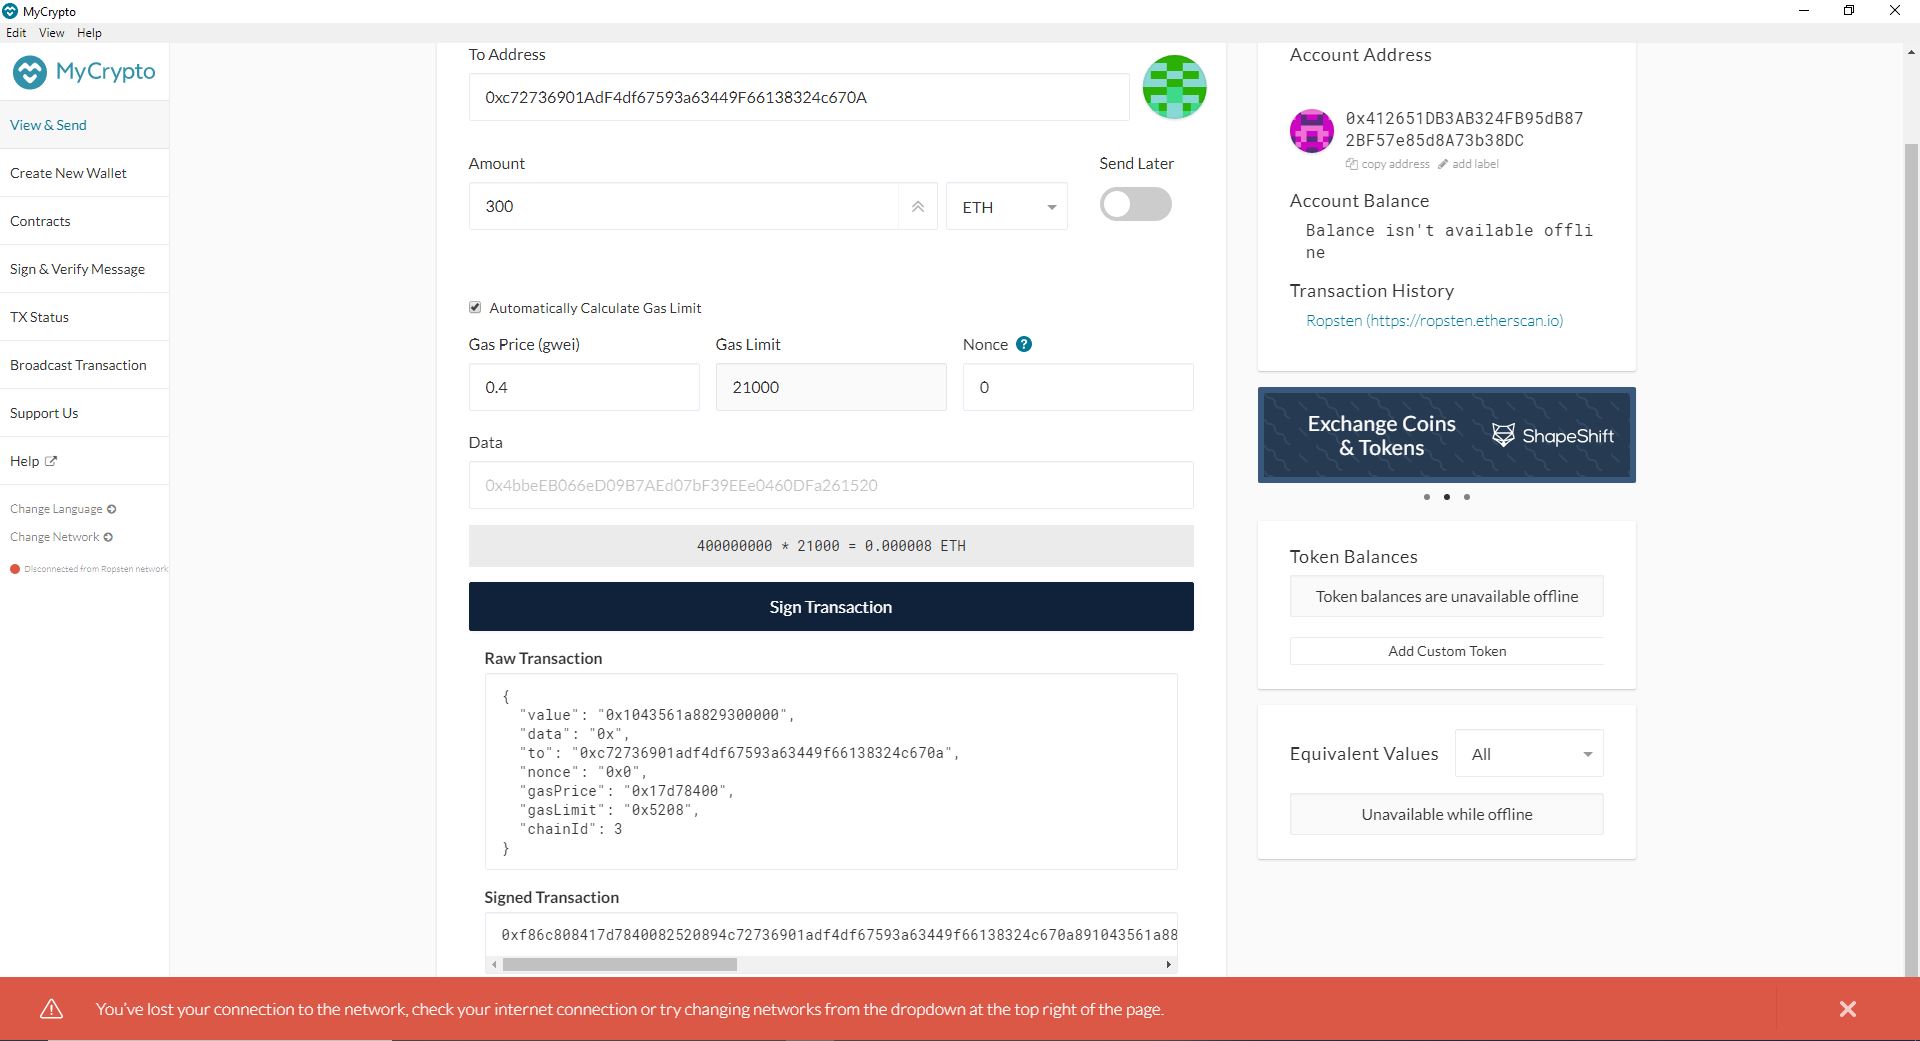 MyCrypto
Edit View Help
MyCrypto
View & Send
Create New Wallet
Contracts
Sign & Verify Message
TX Status
Broadcast Transaction
Support Us
Help
Change Language
Change Network
Disconnected from Ropsten network
To Address
0xc72736901AdF4df67593a63449F66138324c670A
Amount
Send Later
300
ETH
Automatically Calculate Gas Limit
Gas Price (gwei)
Gas Limit
Nonce ?
0.4
21000
0
Data
0x4bbeEB066eD09B7AEd07bF39EEe0460DFa261520
400000000 * 21000 = 0.000008 ETH
Sign Transaction
Raw Transaction
{
"value": "0x1043561a8829300000",
"data": "0x",
"to": "0xc72736901adf4df67593a63449f66138324c670a",
"nonce": "0x0",
"gasPrice": "0x17d78400",
"gasLimit": "0x5208",
"chainId": 3
}
Signed Transaction
0xf86c808417d7840082520894c72736901adf4df67593a63449f66138324c670a891043561a88
Account Address
0x412651DB3AB324FB95dB87
2BF57e85d8A73b38DC
copy address add label
Account Balance
Balance isn't available offli
ne
Transaction History
Ropsten (https://ropsten.etherscan.io)
Exchange Coins
& Tokens
ShapeShift
Token Balances
Token balances are unavailable offline
Add Custom Token
Equivalent Values
All
Unavailable while offline
You've lost your connection to the network, check your internet connection or try changing networks from the dropdown at the top right of the page.